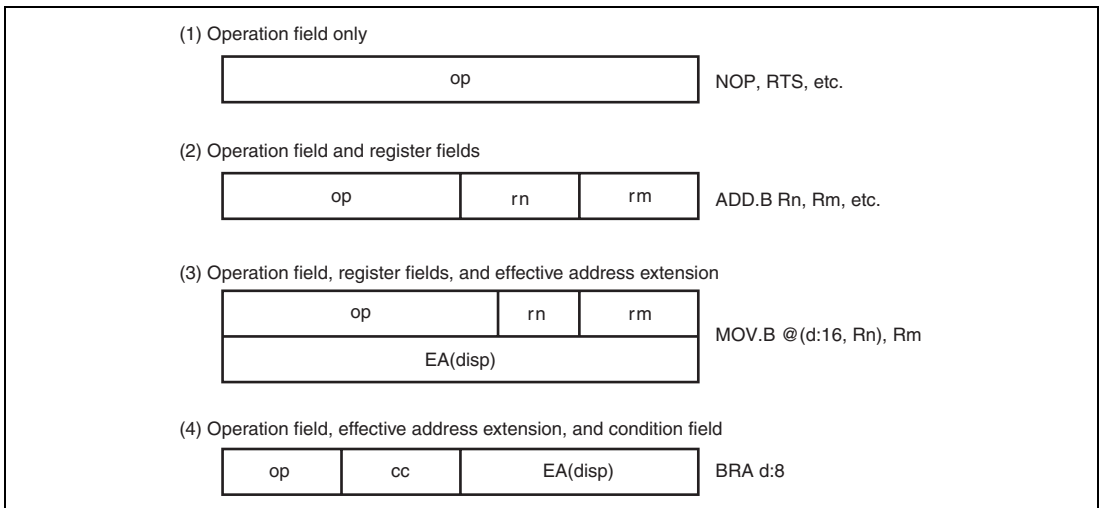 (1) Operation field only
op
NOP, RTS, etc.
(2) Operation field and register fields
op rn rm
ADD.B Rn, Rm, etc.
(3) Operation field, register fields, and effective address extension
op rn rm
EA(disp)
MOV.B @(d:16, Rn), Rm
(4) Operation field, effective address extension, and condition field
op cc EA(disp)
BRA d:8